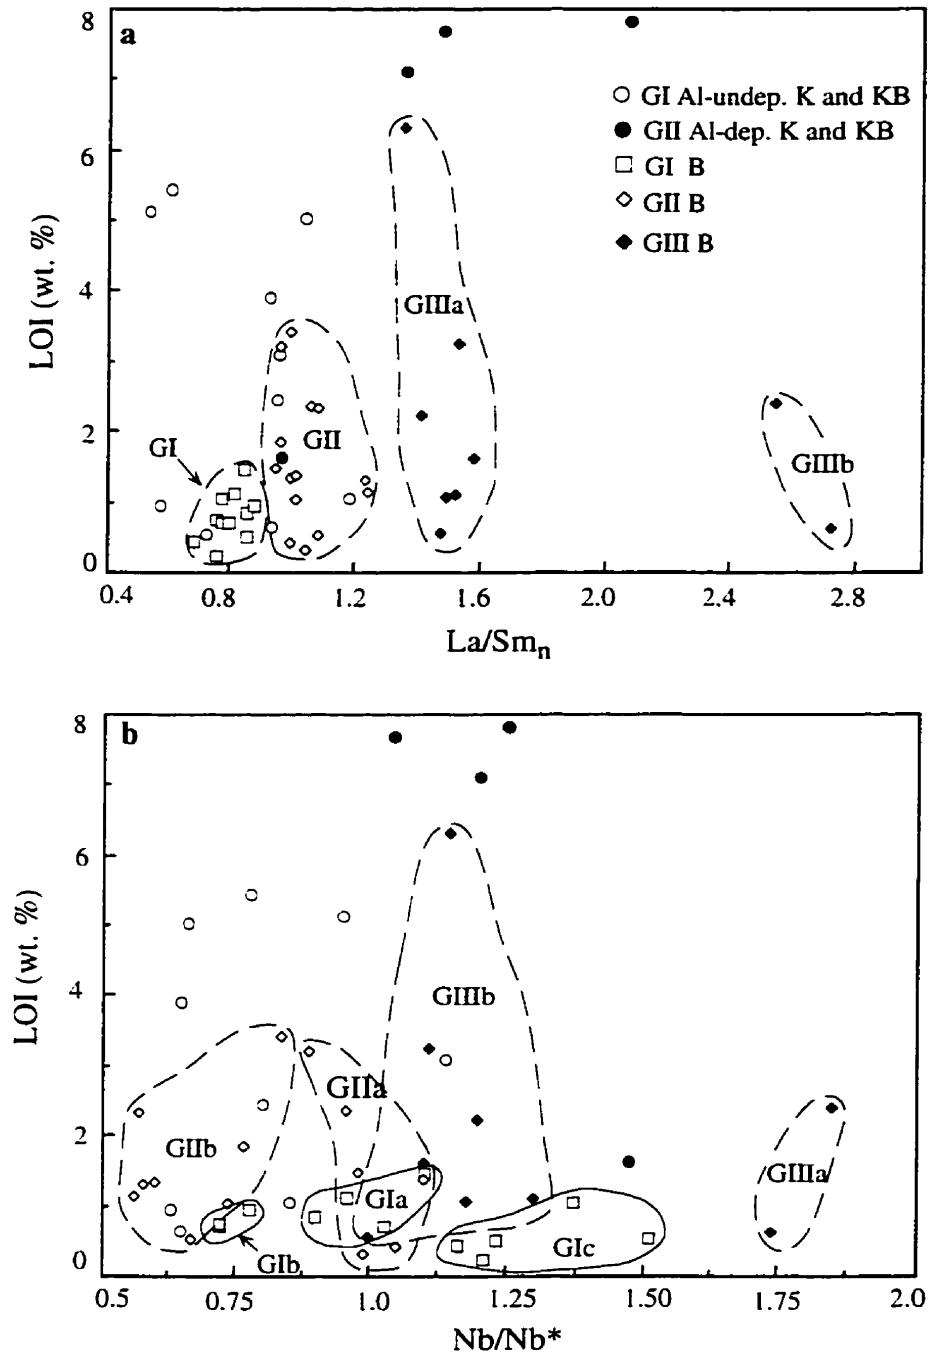 a
8
6
4
2
0
LOI (wt. %)
GI Al-undep. K and KB
GII Al-dep. K and KB
GI B
GII B
GIII B
GIIIa
GI
GII
GIIIb
0.4 0.8 1.2 1.6 2.0 2.4 2.8
La/Smn
b
8
6
4
2
0
LOI (wt. %)
GIIIb
GIIa
GIIb
GIIIa
GIa
GIb
GIc
0.5 0.75 1.0 1.25 1.50 1.75 2.0
Nb/Nb*